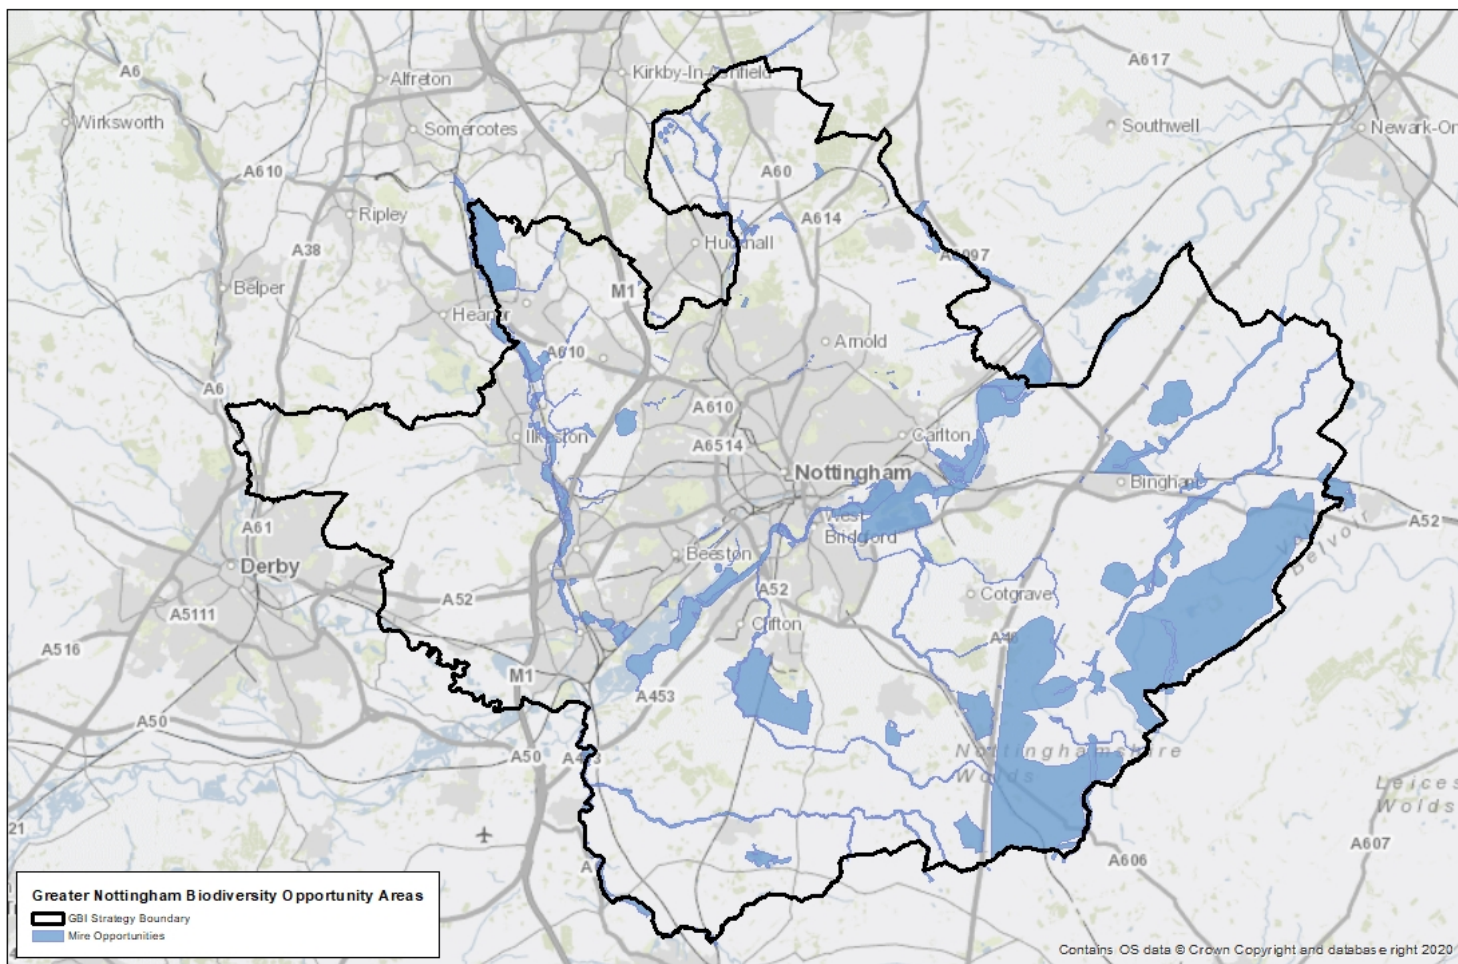 A617
Kirkby-In-Ashfield
A6
Alfreton
Wirksworth
Somercotes
Southwell
Newark-On
A610
A60
Ripley
A614
A38
Hucknall
A6097
Belper
M1
Heanor
Arnold
A610
A6
A610
Ilkeston
A6514
Carlton
Nottingham
Bingham
A61
West
Bridgford
A52
Vale of
Belvoir
Beeston
Derby
A52
A52
Cotgrave
A5111
Clifton
A46
A516
M1
A453
A50
Nottinghamshire
Wolds
A50
A453
Leices
Wolds
21
A607
A606
A
Greater Nottingham Biodiversity Opportunity Areas
GBI Strategy Boundary
Mire Opportunities
Contains OS data © Crown Copyright and database right 2020